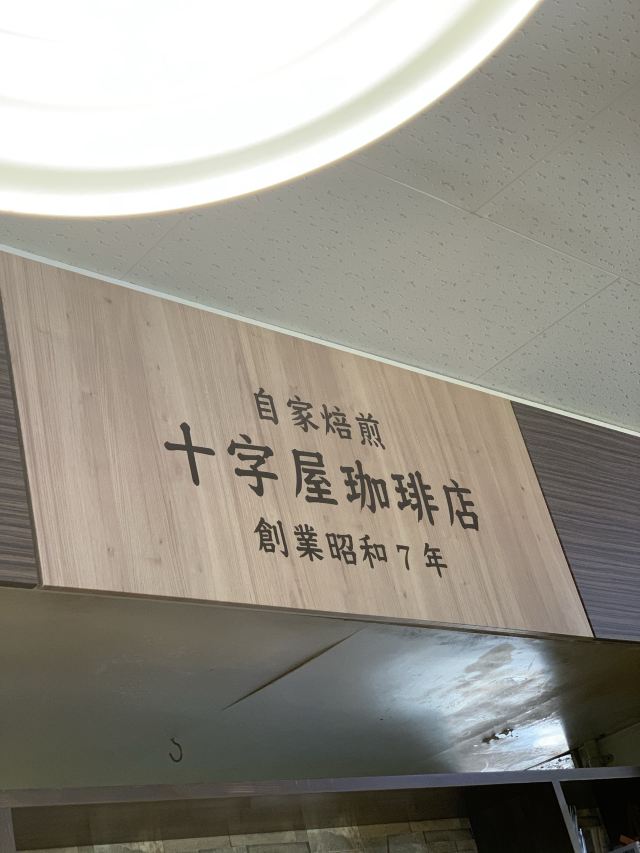 自家焙煎
十字屋珈琲店
創業昭和7年